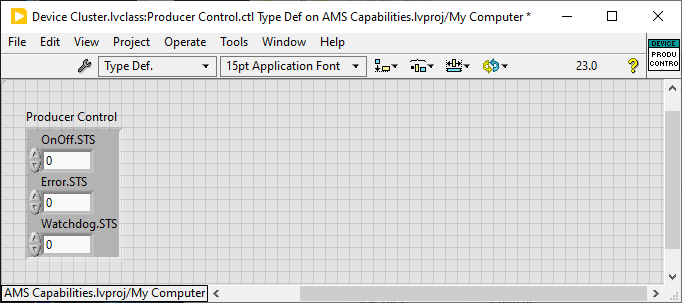 Device Cluster.lvclass:Producer Control.ctl Type Def on AMS Capabilities.lvproj/My Computer *
File Edit View Project Operate Tools Window Help
DEVICE
PRODU
CONTRO
Type Def. 15pt Application Font 23.0 ?
Producer Control
OnOff.STS
0
Error.STS
0
Watchdog.STS
0
AMS Capabilities.lvproj/My Computer